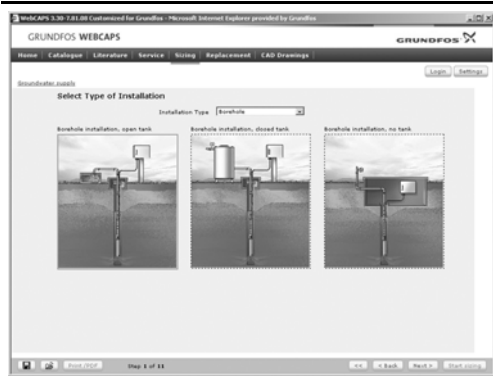 WebCAPS 3.30-7.01.08 Customized for Grundfos - Microsoft Internet Explorer provided by Grundfos
GRUNDFOS WEBCAPS
GRUNDFOS
Home Catalogue Literature Service Sizing Replacement CAD Drawings
Login Settings
Groundwater supply
Select Type of Installation
Installation Type Borehole
Borehole installation, open tank Borehole installation, closed tank Borehole installation, no tank
Print/PDF Step 1 of 11 << < Back Next > Start sizing